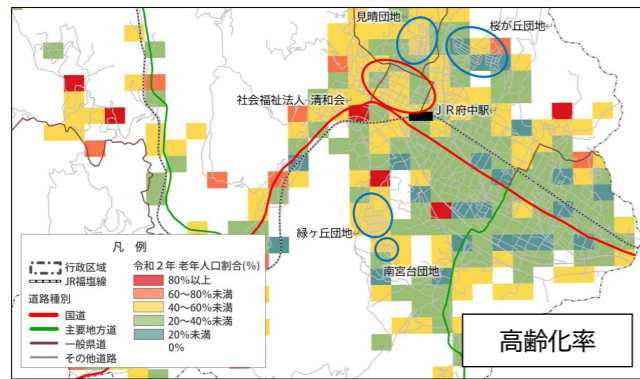 見晴団地
桜が丘団地
社会福祉法人 清和会
JR府中駅
緑ヶ丘団地
南宮台団地
凡 例
行政区域
JR福塩線
道路種別
国道
主要地方道
一般県道
その他道路
令和2年 老年人口割合(%)
80%以上
60~80%未満
40~60%未満
20~40%未満
20%未満
0%
高齢化率